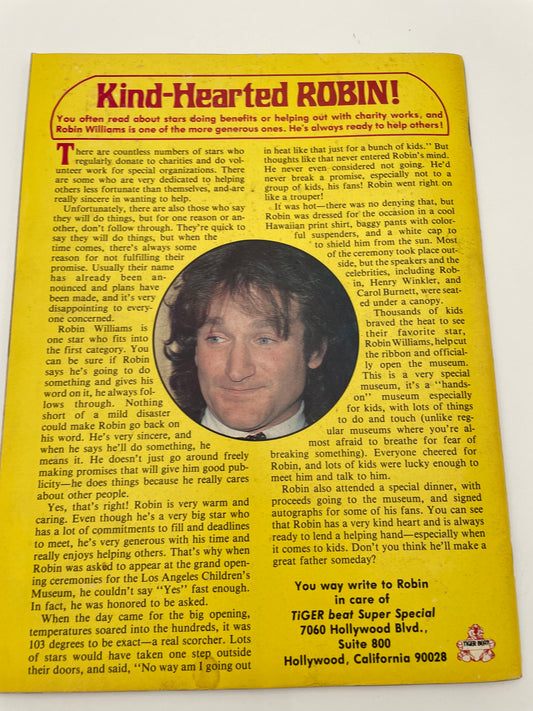 Kind-Hearted ROBIN!
You often read about stars doing benefits or helping out with charity works, and
Robin Williams is one of the more generous ones. He's always ready to help others!
There are countless numbers of stars who
regularly donate to charities and do vol-
unteer work for special organizations. There
are some who are very dedicated to helping
others less fortunate than themselves, and are
really sincere in wanting to help.
Unfortunately, there are also those who say
they will do things, but for one reason or an-
other, don't follow through. They're quick to
say they will do things, but when the
time comes, there's always some
reason for not fulfilling their
promise. Usually their name
has already been an-
nounced and plans have
been made, and it's very
disappointing to every-
one concerned.
Robin Williams is
one star who fits into
the first category. You
can be sure if Robin
says he's going to do
something and gives his
word on it, he always fol-
lows through. Nothing
short of a mild disaster
could make Robin go back on
his word. He's very sincere, and
when he says he'll do something, he
means it. He doesn't just go around freely
making promises that will give him good pub-
licity—he does things because he really cares
about other people.
Yes, that's right! Robin is very warm and
caring. Even though he's a very big star who
has a lot of commitments to fill and deadlines
to meet, he's very generous with his time and
really enjoys helping others. That's why when
Robin was asked to appear at the grand open-
ing ceremonies for the Los Angeles Children's
Museum, he couldn't say "Yes" fast enough.
In fact, he was honored to be asked.
When the day came for the big opening,
temperatures soared into the hundreds, it was
103 degrees to be exact—a real scorcher. Lots
of stars would have taken one step outside
their doors, and said, "No way am I going out
in heat like that just for a bunch of kids." But
thoughts like that never entered Robin's mind.
He never even considered not going. He'd
never break a promise, especially not to a
group of kids, his fans! Robin went right on
like a trouper!
It was hot—there was no denying that, but
Robin was dressed for the occasion in a cool
Hawaiian print shirt, baggy pants with color-
ful suspenders, and a white cap to
to shield him from the sun. Most
of the ceremony took place out-
side, but the speakers and the
celebrities, including Rob-
in, Henry Winkler, and
Carol Burnett, were seat-
ed under a canopy.
Thousands of kids
braved the heat to see
their favorite star,
Robin Williams, help cut
the ribbon and official-
ly open the museum.
This is a very special
museum, it's a "hands-
on" museum especially
for kids, with lots of things
to do and touch (unlike reg-
ular museums where you're al-
most afraid to breathe for fear of
breaking something). Everyone cheered for
Robin, and lots of kids were lucky enough to
meet him and talk to him.
Robin also attended a special dinner, with
proceeds going to the museum, and signed
autographs for some of his fans. You can see
that Robin has a very kind heart and is always
ready to lend a helping hand—especially when
it comes to kids. Don't you think he'll make a
great father someday?
You way write to Robin
in care of
TiGER beat Super Special
7060 Hollywood Blvd.,
Suite 800
Hollywood, California 90028
TiGER BEAT